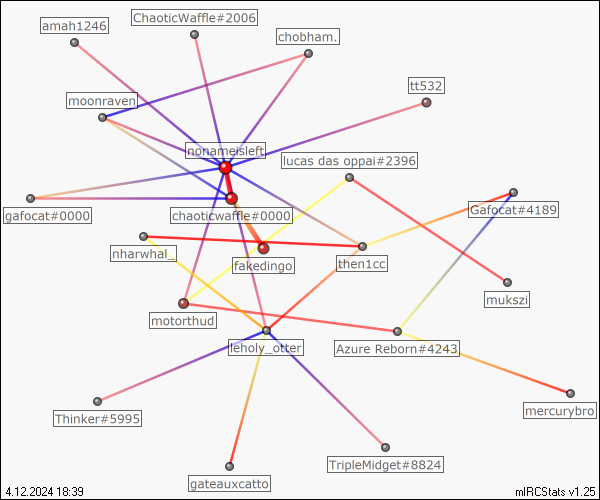 ChaoticWaffle#2006
amah1246
chobham.
tt532
moonraven
nonameisleft
lucas das oppai#2396
gafocat#0000
chaoticwaffle#0000
Gafocat#4189
nharwhal_
fakedingo
then1cc
mukszi
motorthud
leholy_otter
Azure Reborn#4243
Thinker#5995
mercurybro
TripleMidget#8824
gateauxcatto
4.12.2024 18:39
mIRCStats v1.25